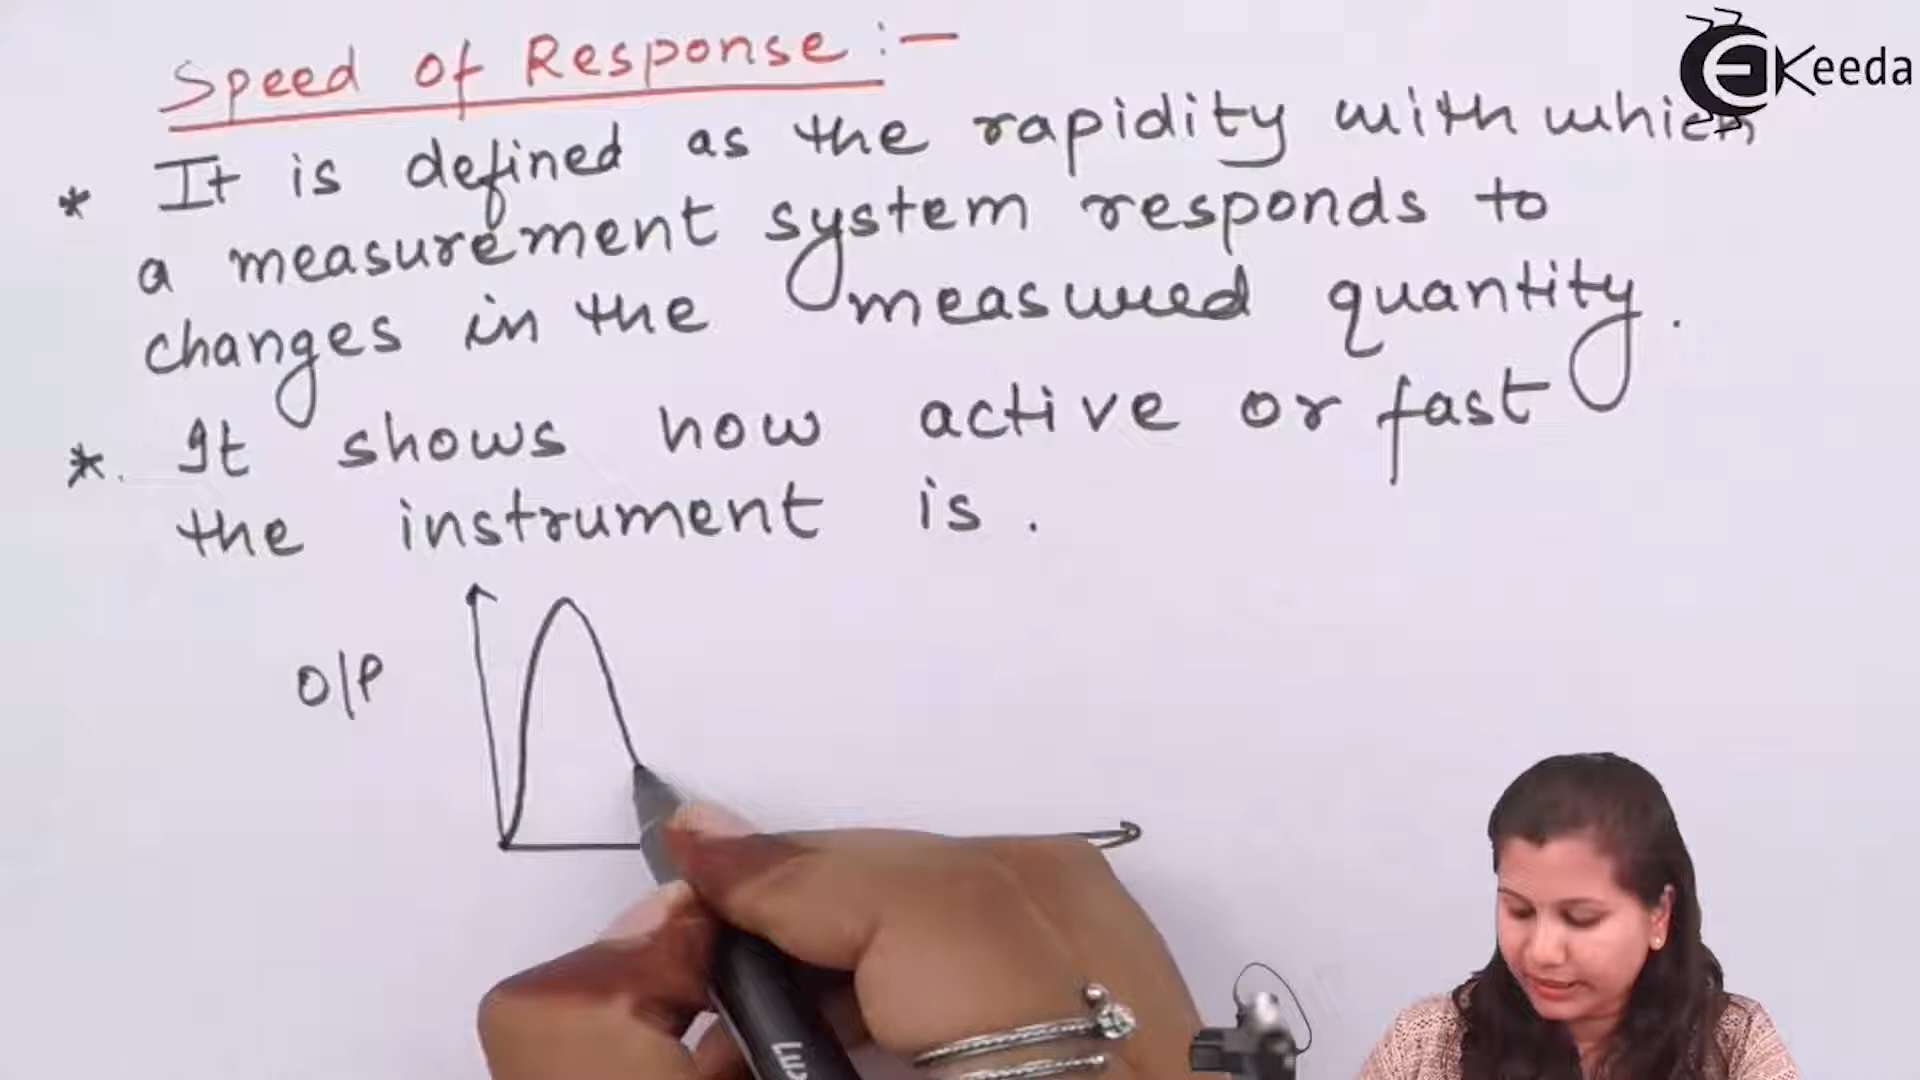 Speed of Response :-
EKeeda
* It is defined as the rapidity with which
a measurement system responds to
changes in the measured quantity.
*. It shows how active or fast
the instrument is.
O/P